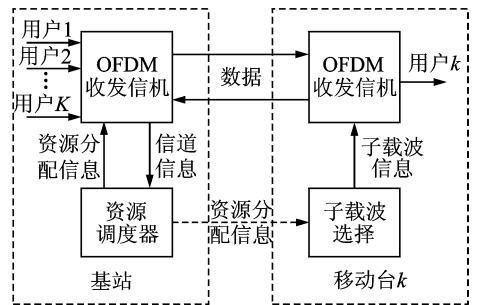 用户1
用户2
⋮
用户K
OFDM
收发信机
数据
OFDM
收发信机
用户k
资源分
配信息
信道
信息
子载波
信息
资源
调度器
资源分
配信息
子载波
选择
基站
移动台k